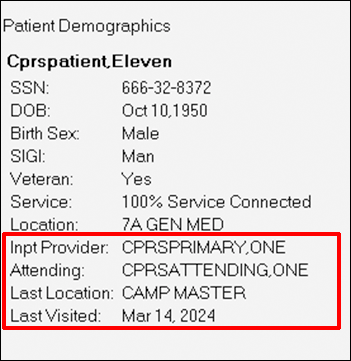 Patient Demographics
Cprspatient,Eleven
SSN: 666-32-8372
DOB: Oct 10,1950
Birth Sex: Male
SIGI: Man
Veteran: Yes
Service: 100% Service Connected
Location: 7A GEN MED
Inpt Provider: CPRSPRIMARY,ONE
Attending: CPRSATTENDING,ONE
Last Location: CAMP MASTER
Last Visited: Mar 14, 2024